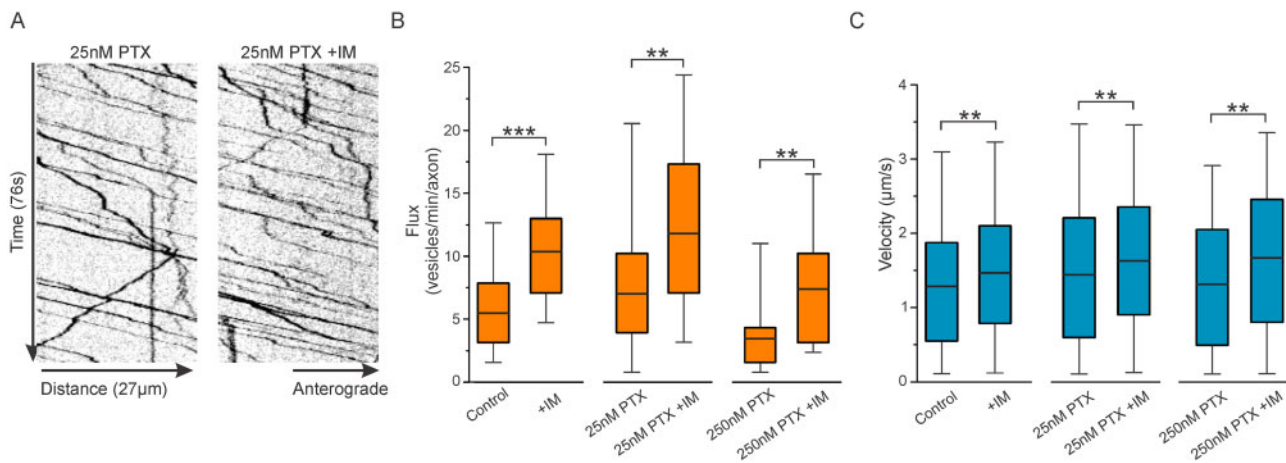 A
25nM PTX
25nM PTX +IM
Time (76s)
Distance (27µm)
Anterograde
B
Flux
(vesicles/min/axon)
25
20
15
10
5
0
***
**
**
Control
+IM
25nM PTX
25nM PTX +IM
250nM PTX
250nM PTX +IM
C
Velocity (µm/s)
4
3
2
1
0
**
**
**
Control
+IM
25nM PTX
25nM PTX +IM
250nM PTX
250nM PTX +IM